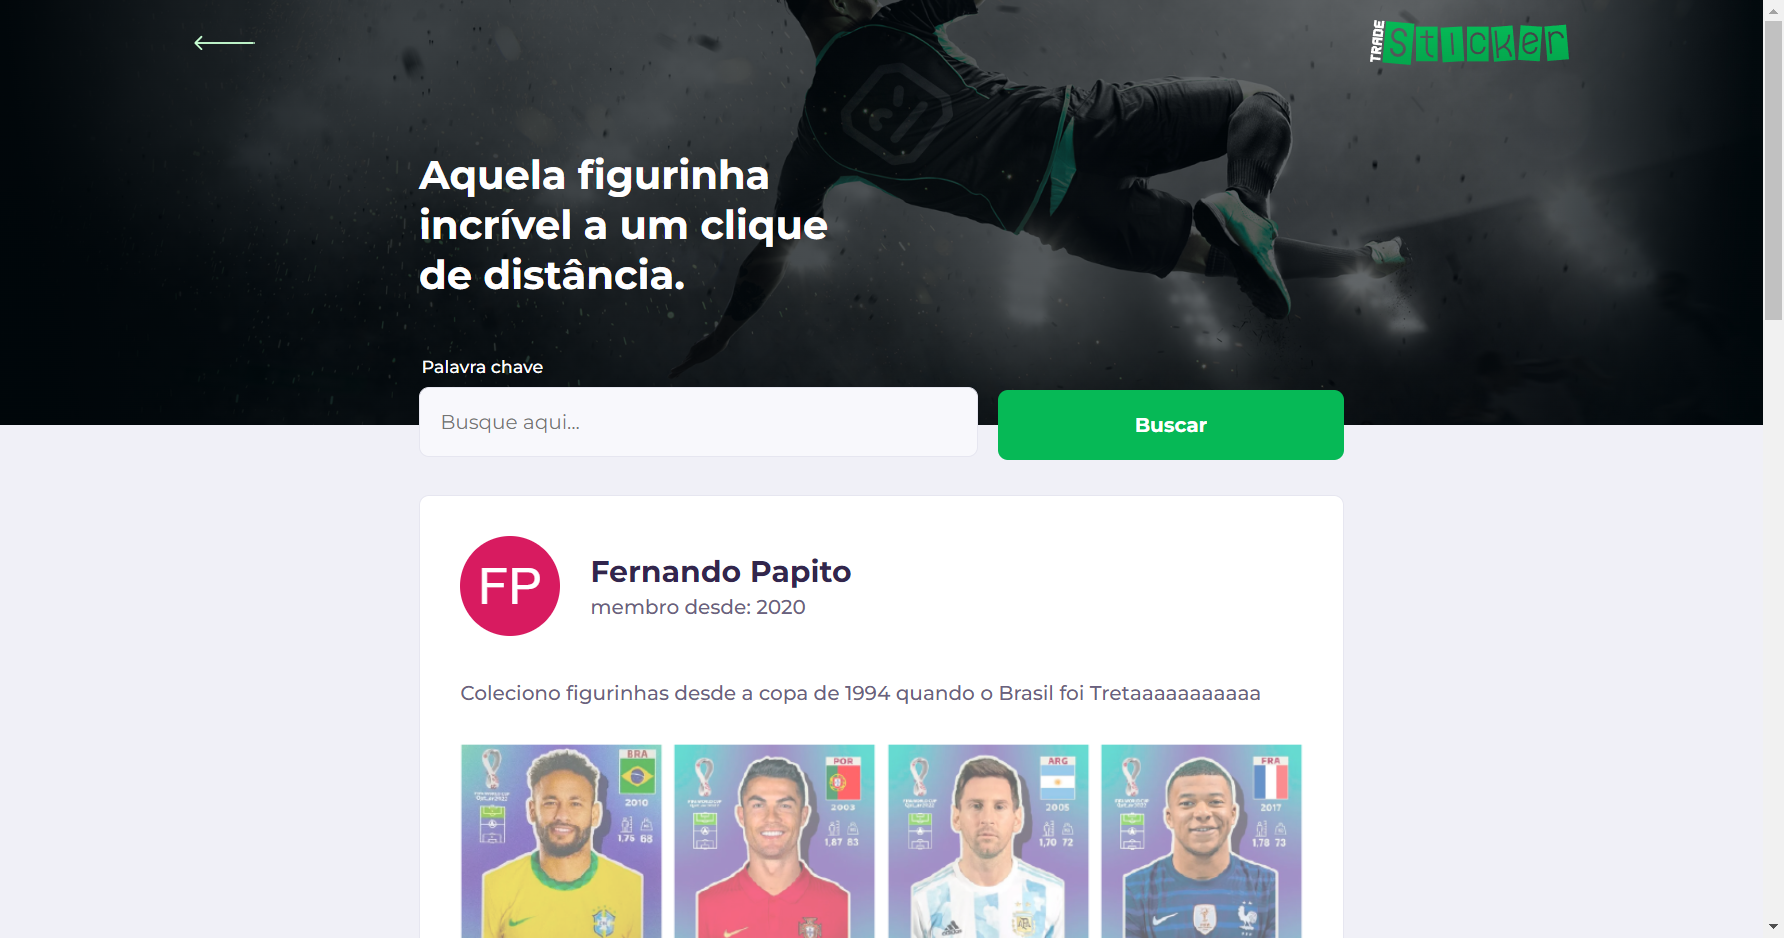 TRADE
Sticker
Aquela figurinha
incrível a um clique
de distância.
Palavra chave
Busque aqui...
Buscar
FP
Fernando Papito
membro desde: 2020
Coleciono figurinhas desde a copa de 1994 quando o Brasil foi Tretaaaaaaaaaaa
BRA
2010
1,75 68
POR
2003
1,87 83
ARG
2005
1,70 72
FRA
2017
1,78 73